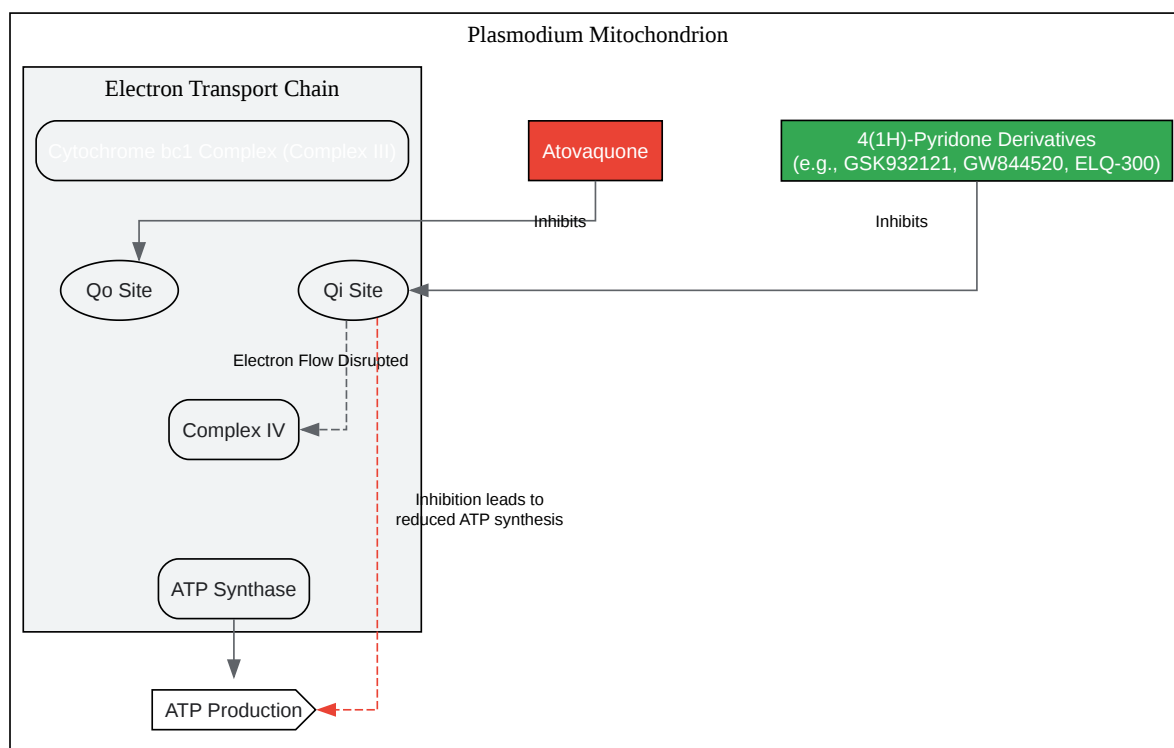 Plasmodium Mitochondrion
Electron Transport Chain
Cytochrome bc1 Complex (Complex III)
Atovaquone
4(1H)-Pyridone Derivatives
(e.g., GSK932121, GW844520, ELQ-300)
Inhibits
Inhibits
Qo Site
Qi Site
Electron Flow Disrupted
Complex IV
Inhibition leads to
reduced ATP synthesis
ATP Synthase
ATP Production